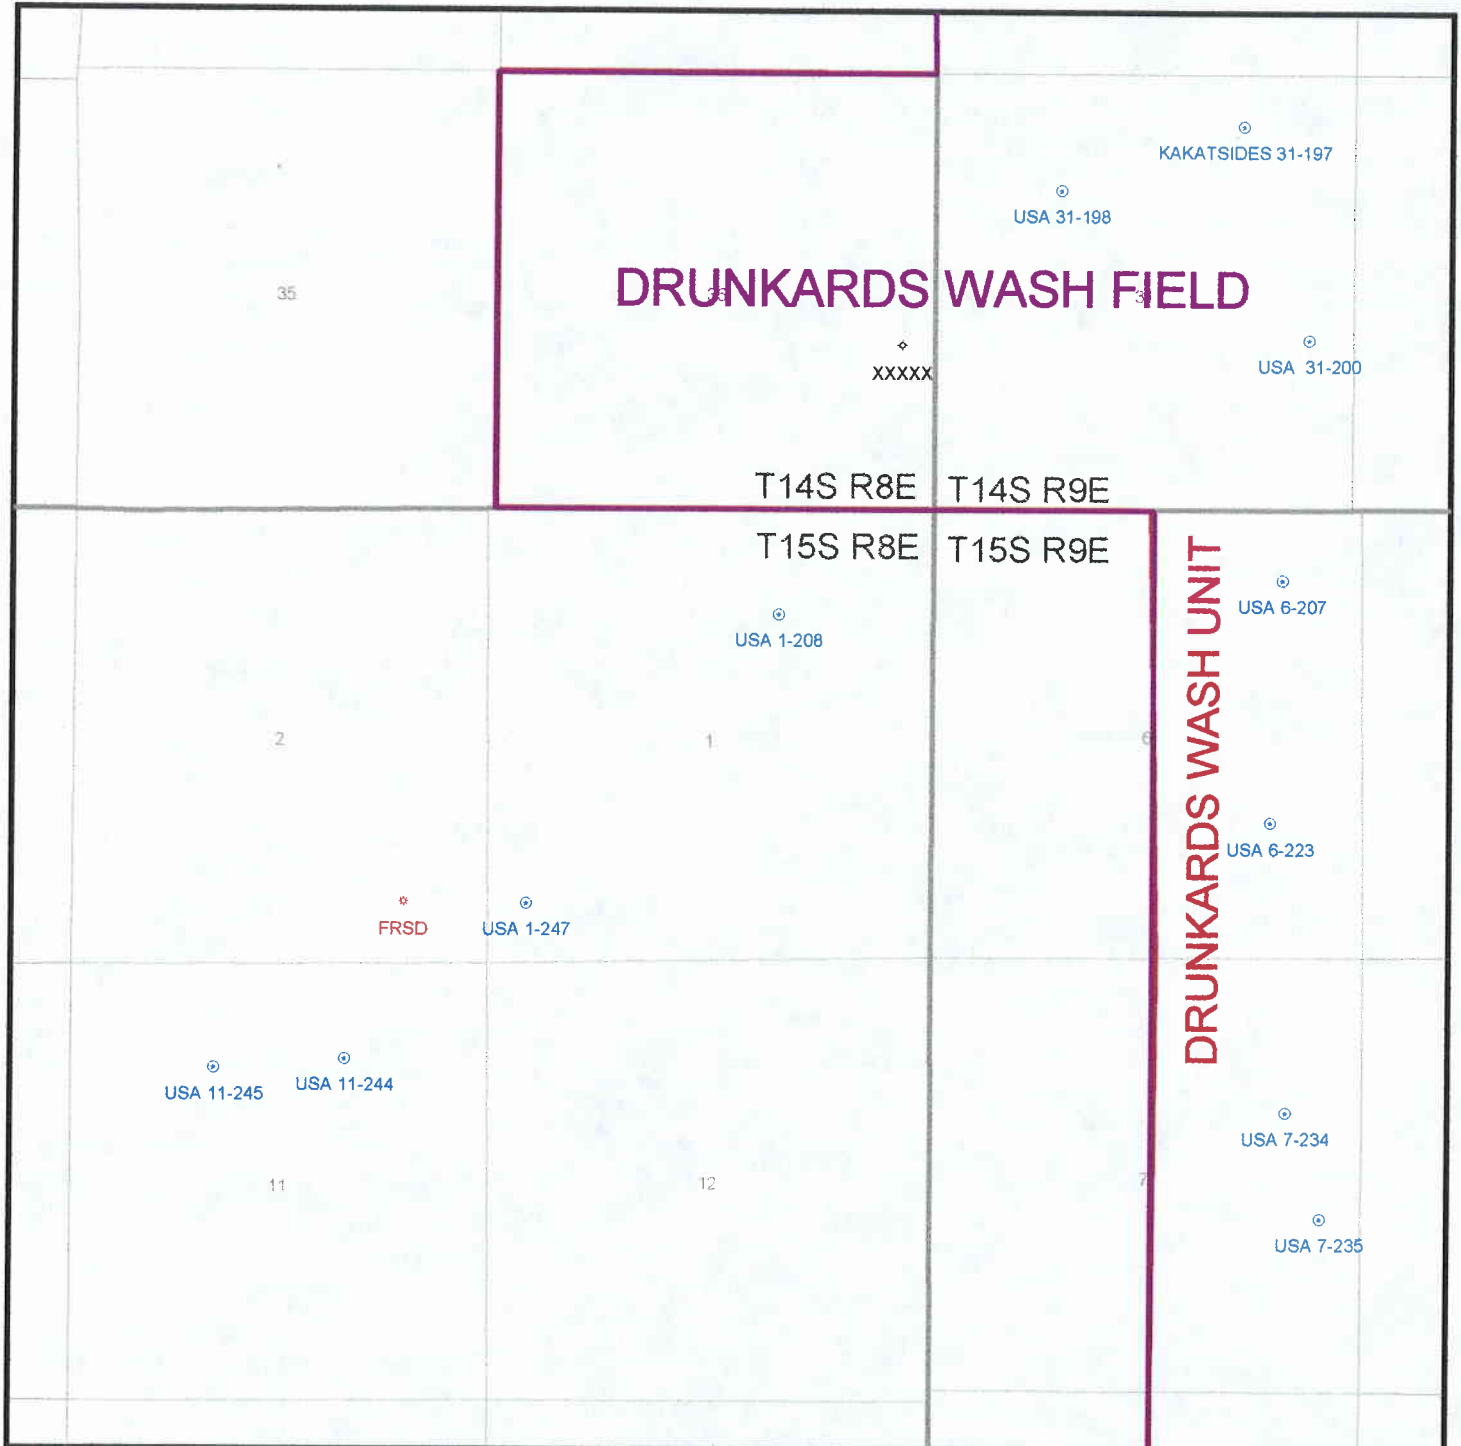 KAKATSIDES 31-197
USA 31-198
35
DRUNKARDS WASH FIELD
36
31
USA 31-200
XXXXX
T14S R8E
T14S R9E
T15S R8E
T15S R9E
USA 6-207
USA 1-208
DRUNKARDS WASH UNIT
2
1
6
USA 6-223
FRSD
USA 1-247
USA 11-245
USA 11-244
USA 7-234
11
12
7
USA 7-235